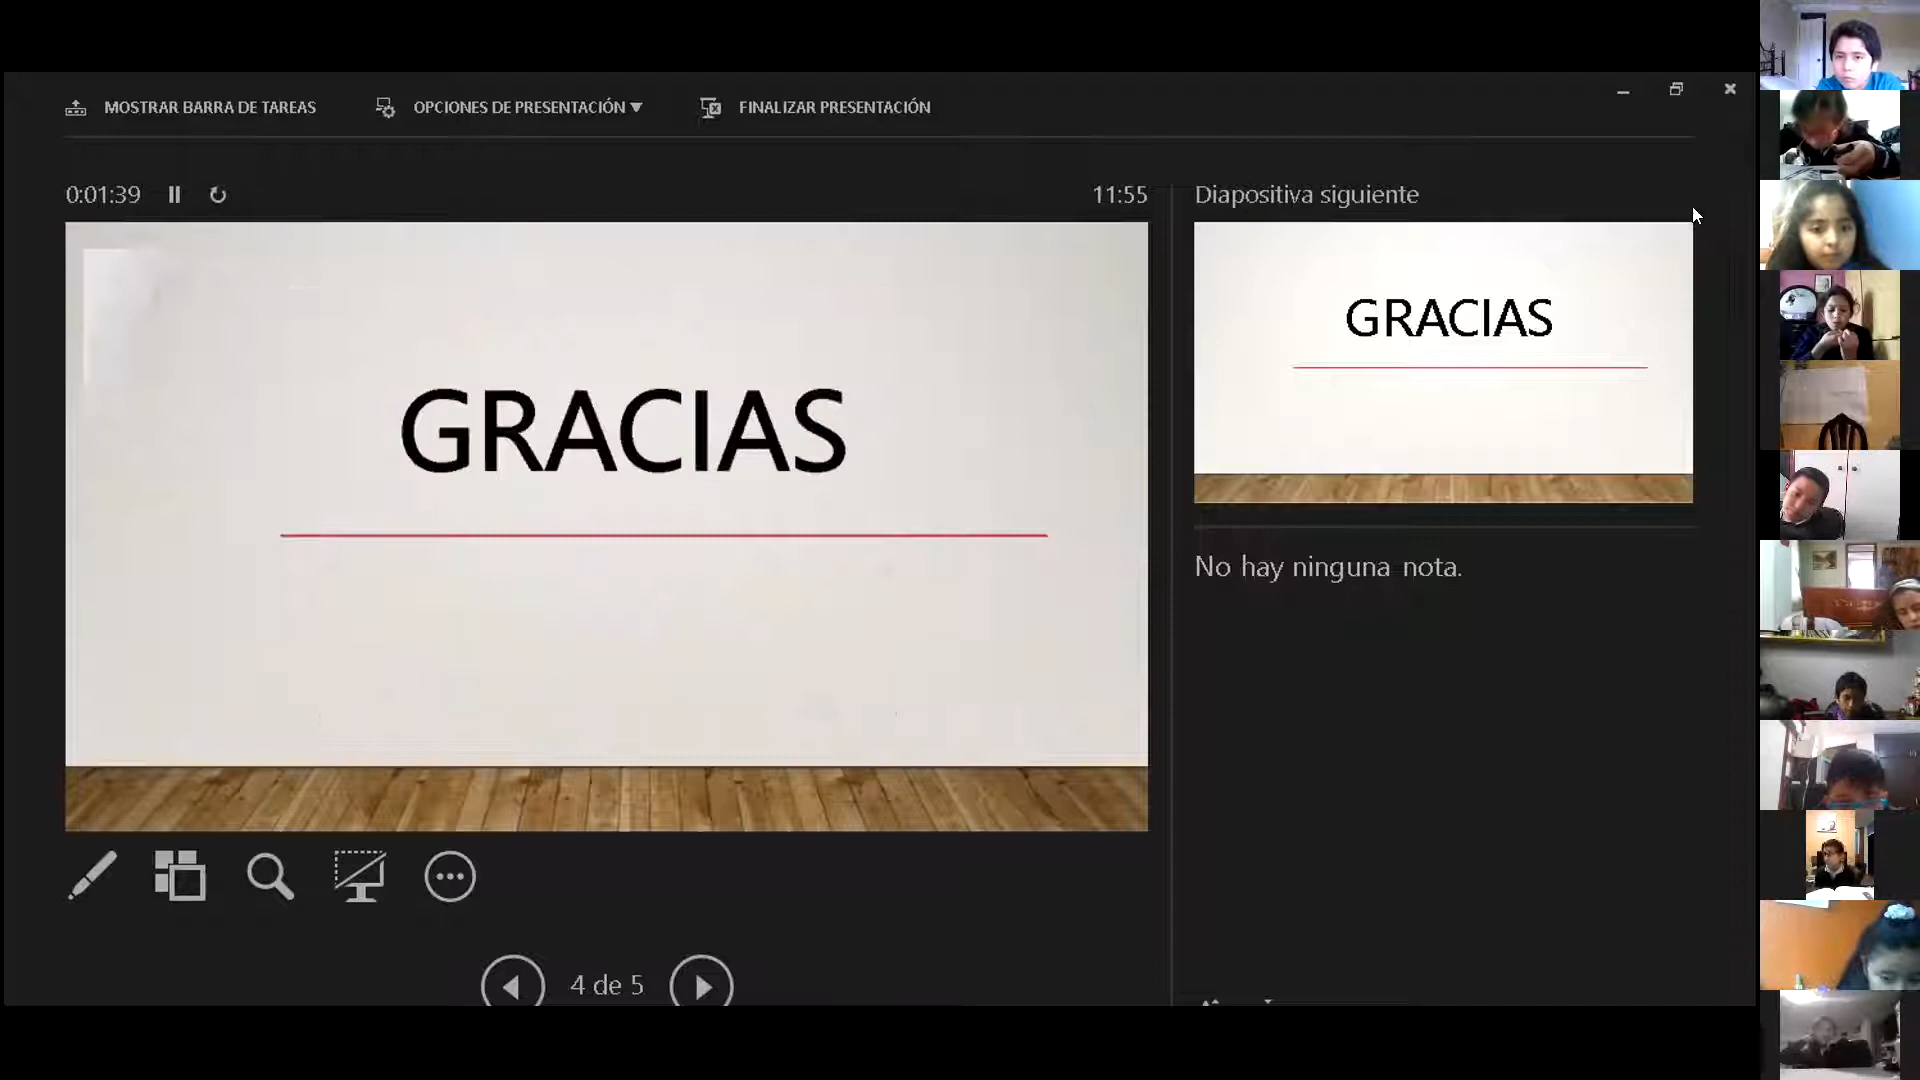 MOSTRAR BARRA DE TAREAS
OPCIONES DE PRESENTACIÓN
FINALIZAR PRESENTACIÓN
0:01:39
11:55
Diapositiva siguiente
GRACIAS
GRACIAS
No hay ninguna nota.
4 de 5